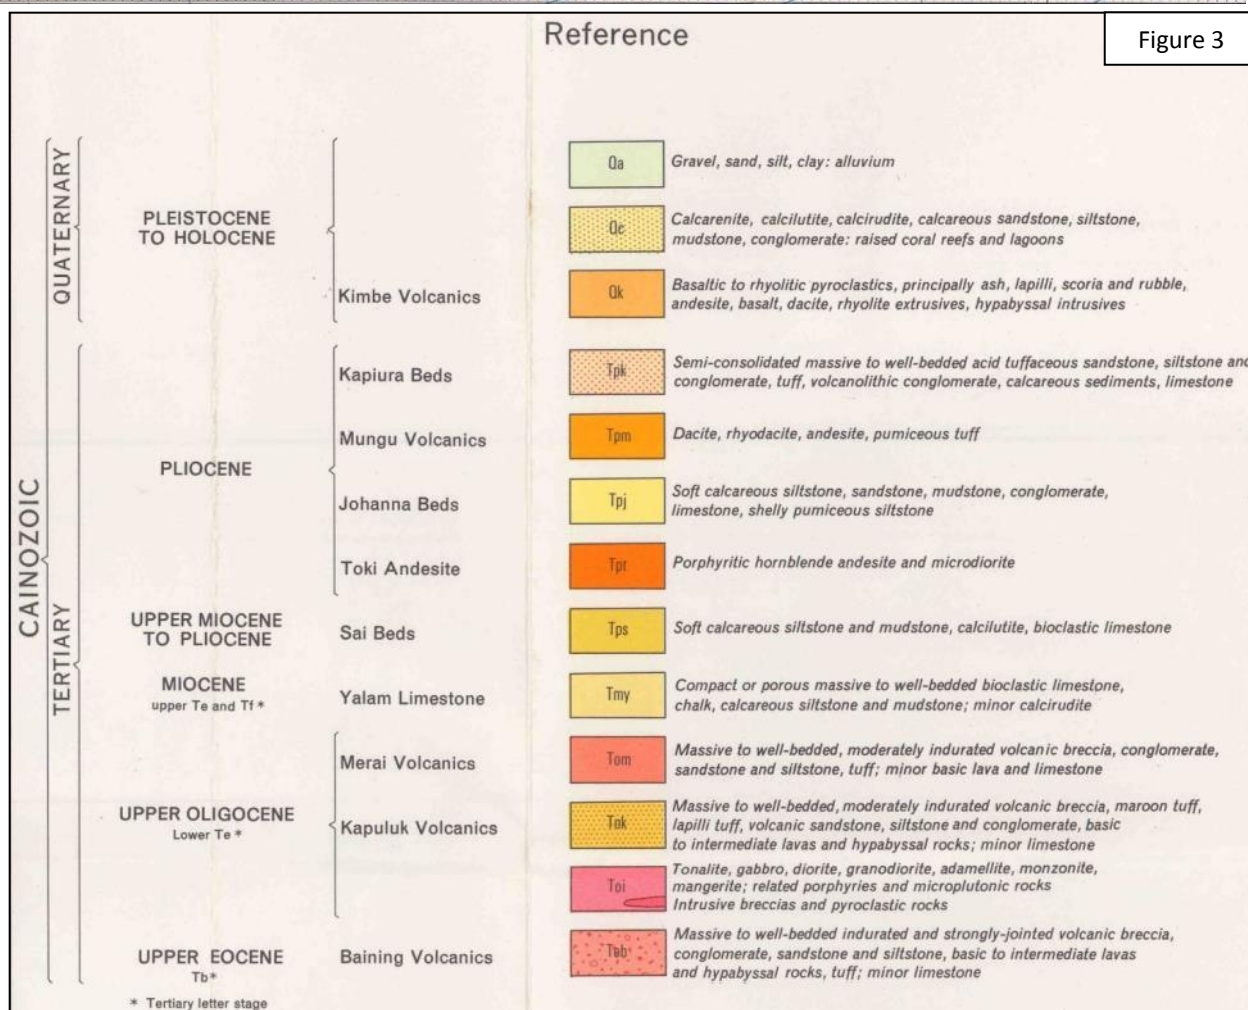 Reference
Figure 3
CAINOZOIC
QUATERNARY
PLEISTOCENE
TO HOLOCENE
Qa
Gravel, sand, silt, clay: alluvium
Qc
Calcarenite, calcilutite, calcirudite, calcareous sandstone, siltstone,
mudstone, conglomerate: raised coral reefs and lagoons
Kimbe Volcanics
Qk
Basaltic to rhyolitic pyroclastics, principally ash, lapilli, scoria and rubble,
andesite, basalt, dacite, rhyolite extrusives, hypabyssal intrusives
TERTIARY
PLIOCENE
Kapiura Beds
Tpk
Semi-consolidated massive to well-bedded acid tuffaceous sandstone, siltstone and
conglomerate, tuff, volcanolithic conglomerate, calcareous sediments, limestone
Mungu Volcanics
Tpm
Dacite, rhyodacite, andesite, pumiceous tuff
Johanna Beds
Tpj
Soft calcareous siltstone, sandstone, mudstone, conglomerate,
limestone, shelly pumiceous siltstone
Toki Andesite
Tpt
Porphyritic hornblende andesite and microdiorite
UPPER MIOCENE
TO PLIOCENE
Sai Beds
Tps
Soft calcareous siltstone and mudstone, calcilutite, bioclastic limestone
MIOCENE
upper Te and Tf *
Yalam Limestone
Tmy
Compact or porous massive to well-bedded bioclastic limestone,
chalk, calcareous siltstone and mudstone; minor calcirudite
UPPER OLIGOCENE
Lower Te *
Merai Volcanics
Tom
Massive to well-bedded, moderately indurated volcanic breccia, conglomerate,
sandstone and siltstone, tuff; minor basic lava and limestone
Kapuluk Volcanics
Tok
Massive to well-bedded, moderately indurated volcanic breccia, maroon tuff,
lapilli tuff, volcanic sandstone, siltstone and conglomerate, basic
to intermediate lavas and hypabyssal rocks; minor limestone
Toi
Tonalite, gabbro, diorite, granodiorite, adamellite, monzonite,
mangerite; related porphyries and microplutonic rocks
Intrusive breccias and pyroclastic rocks
UPPER EOCENE
Tb*
Baining Volcanics
Teb
Massive to well-bedded indurated and strongly-jointed volcanic breccia,
conglomerate, sandstone and siltstone, basic to intermediate lavas
and hypabyssal rocks, tuff; minor limestone
* Tertiary letter stage